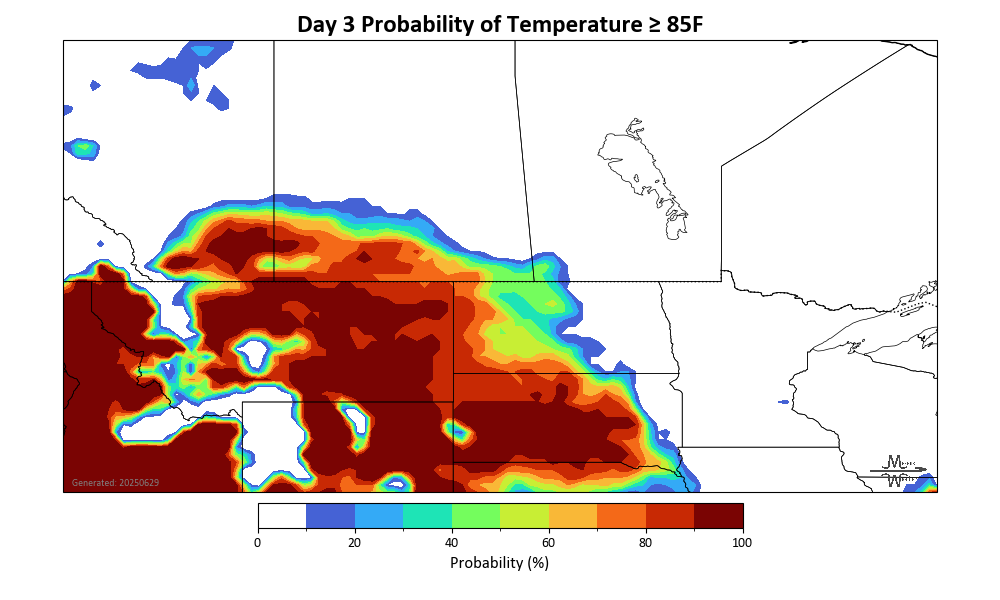 Day 3 Probability of Temperature ≥ 85F
Generated: 20250629
0 20 40 60 80 100
Probability (%)